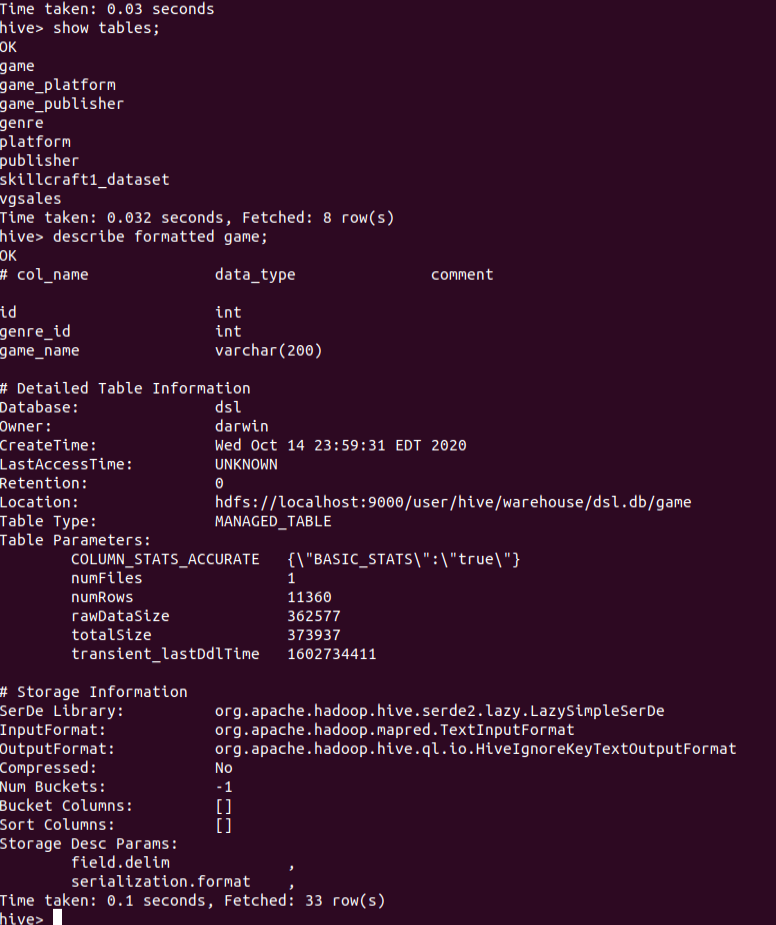 Time taken: 0.03 seconds
hive> show tables;
OK
game
game_platform
game_publisher
genre
platform
publisher
skillcraft1_dataset
vgsales
Time taken: 0.032 seconds, Fetched: 8 row(s)
hive> describe formatted game;
OK
# col_name data_type comment
id int
genre_id int
game_name varchar(200)
# Detailed Table Information
Database: dsl
Owner: darwin
CreateTime: Wed Oct 14 23:59:31 EDT 2020
LastAccessTime: UNKNOWN
Retention: 0
Location: hdfs://localhost:9000/user/hive/warehouse/dsl.db/game
Table Type: MANAGED_TABLE
Table Parameters:
COLUMN_STATS_ACCURATE {\"BASIC_STATS\":\"true\"}
numFiles 1
numRows 11360
rawDataSize 362577
totalSize 373937
transient_lastDdlTime 1602734411
# Storage Information
SerDe Library: org.apache.hadoop.hive.serde2.lazy.LazySimpleSerDe
InputFormat: org.apache.hadoop.mapred.TextInputFormat
OutputFormat: org.apache.hadoop.hive.ql.io.HiveIgnoreKeyTextOutputFormat
Compressed: No
Num Buckets: -1
Bucket Columns: []
Sort Columns: []
Storage Desc Params:
field.delim ,
serialization.format ,
Time taken: 0.1 seconds, Fetched: 33 row(s)
hive>